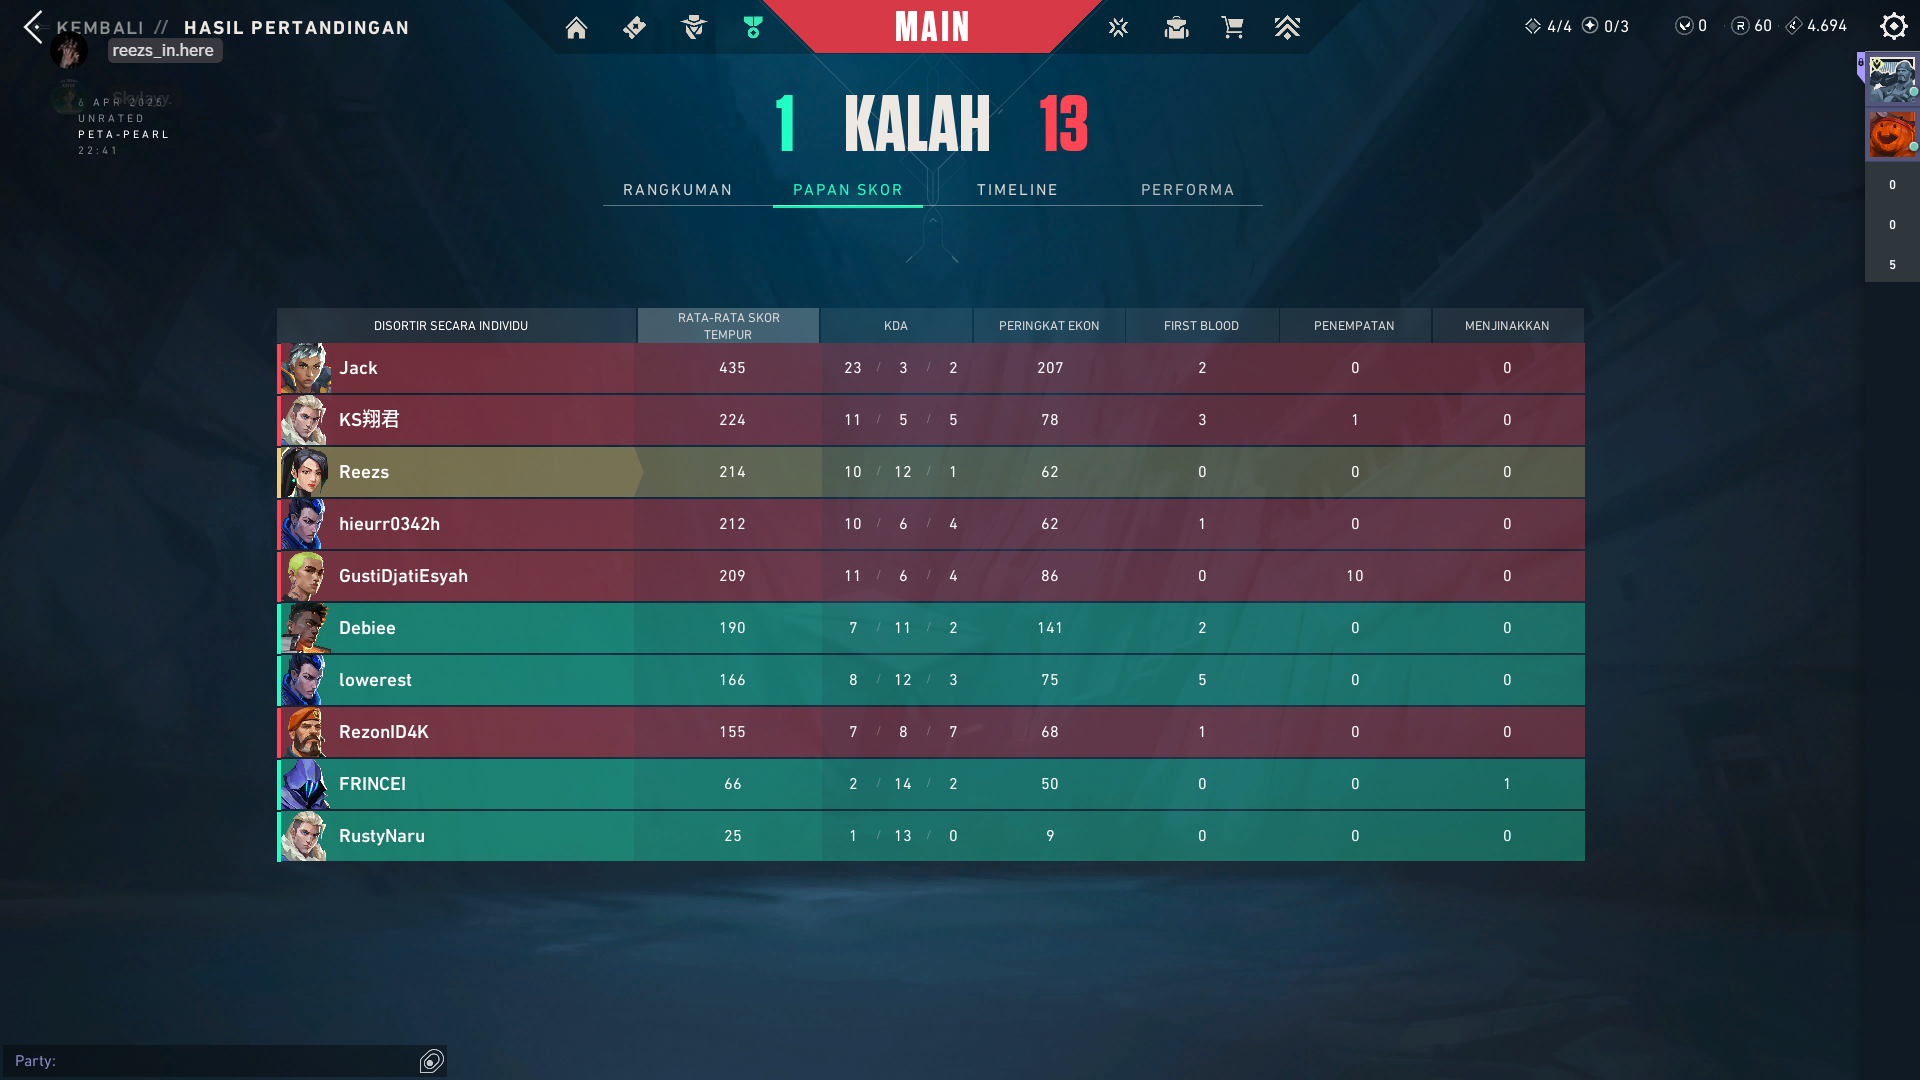 KEMBALI // HASIL PERTANDINGAN
MAIN
4/4 0/3 0 60 4.694
reezs_in.here
Skylavy.
6 APR 2025
UNRATED
PETA-PEARL
22:41
1 KALAH 13
RANGKUMAN PAPAN SKOR TIMELINE PERFORMA
0
0
5
DISORTIR SECARA INDIVIDU RATA-RATA SKOR TEMPUR KDA PERINGKAT EKON FIRST BLOOD PENEMPATAN MENJINAKKAN
Jack 435 23 / 3 / 2 207 2 0 0
KS翔君 224 11 / 5 / 5 78 3 1 0
Reezs 214 10 / 12 / 1 62 0 0 0
hieurr0342h 212 10 / 6 / 4 62 1 0 0
GustiDjatiEsyah 209 11 / 6 / 4 86 0 10 0
Debiee 190 7 / 11 / 2 141 2 0 0
lowerest 166 8 / 12 / 3 75 5 0 0
RezonID4K 155 7 / 8 / 7 68 1 0 0
FRINCEI 66 2 / 14 / 2 50 0 0 1
RustyNaru 25 1 / 13 / 0 9 0 0 0
Party: